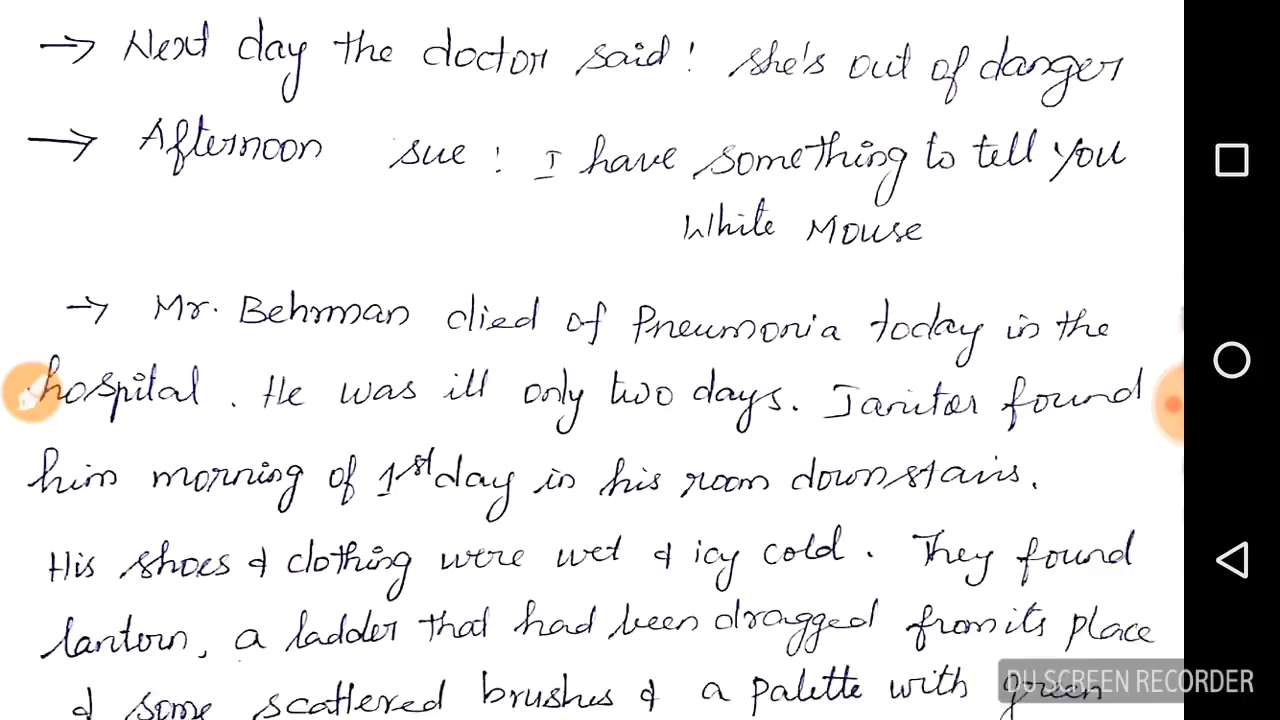 → Next day the doctor said! she's out of danger
→ Afternoon sue! I have something to tell you
White Mouse
→ Mr. Behrman died of Pneumonia today in the
hospital. He was ill only two days. Janitor found
him morning of 1st day in his room downstairs.
His shoes & clothing were wet & icy cold. They found
lantern, a ladder that had been dragged from its place
& some scattered brushes & a palette with green
DU SCREEN RECORDER